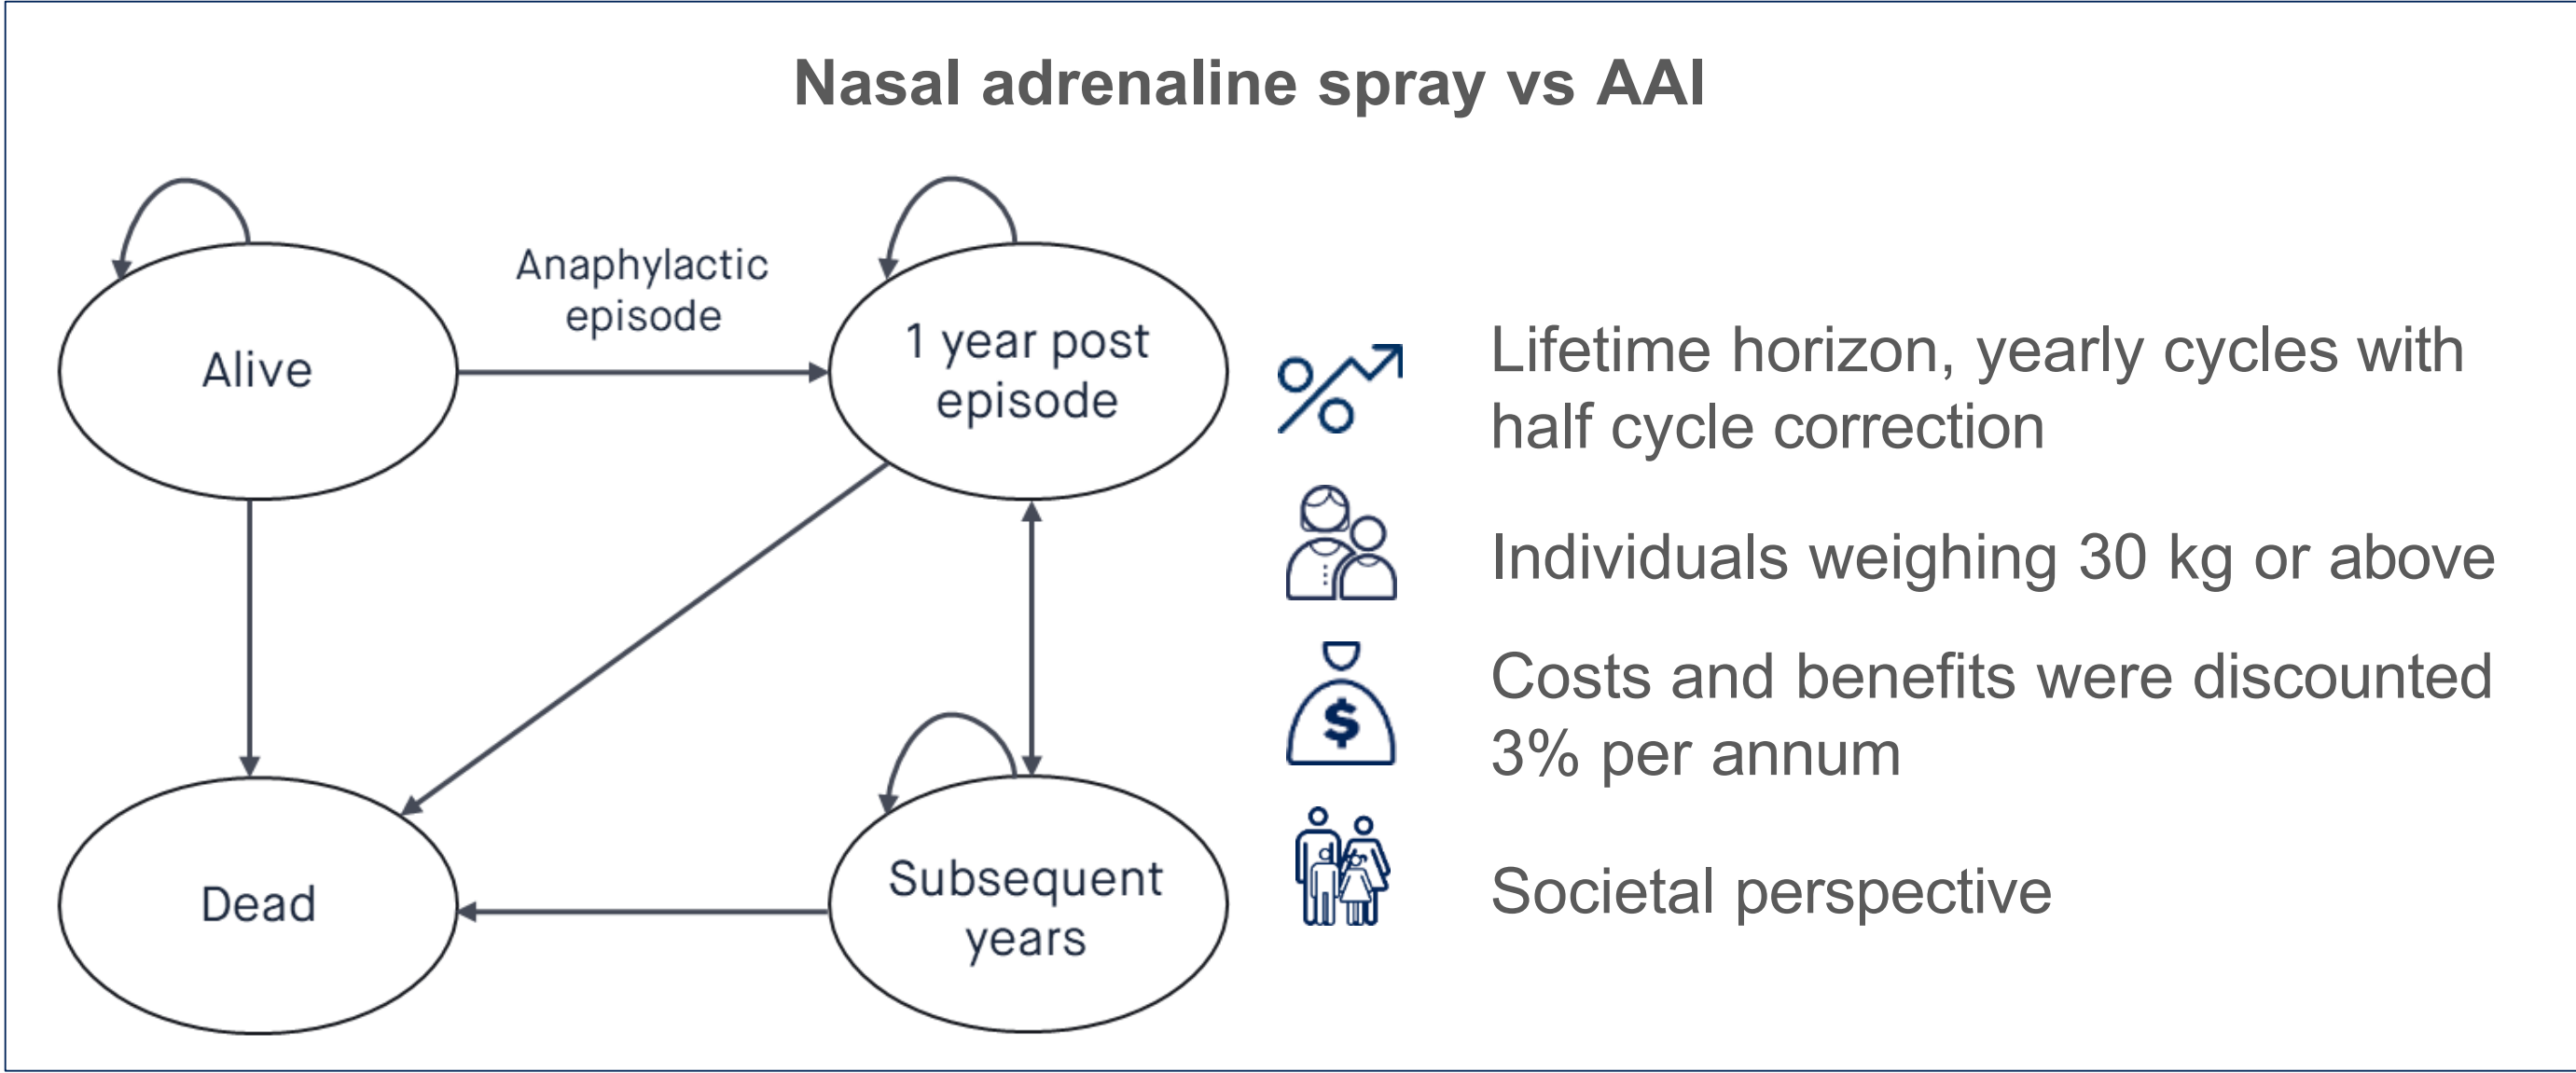 Nasal adrenaline spray vs AAI
Anaphylactic
episode
Alive
1 year post
episode
Dead
Subsequent
years
Lifetime horizon, yearly cycles with
half cycle correction
Individuals weighing 30 kg or above
$
Costs and benefits were discounted
3% per annum
Societal perspective